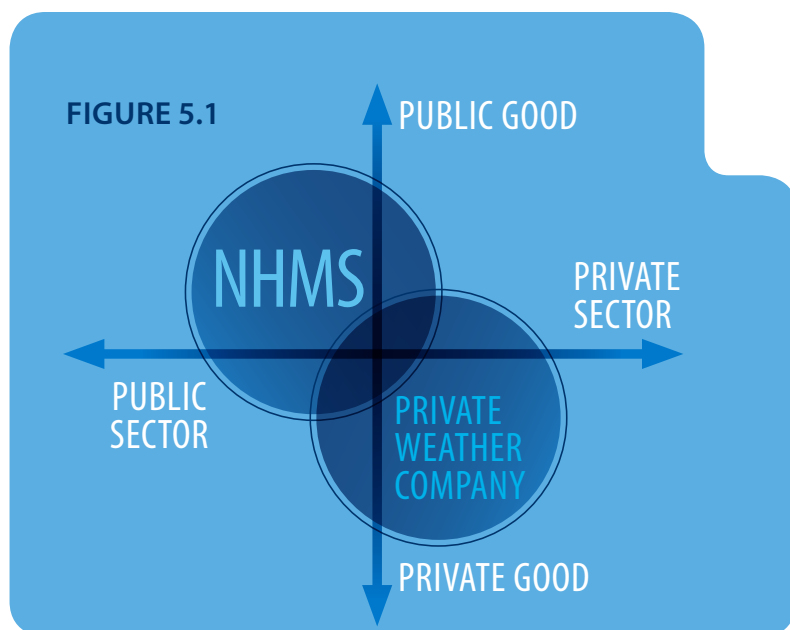 FIGURE 5.1
PUBLIC GOOD
NHMS
PRIVATE
SECTOR
PUBLIC
SECTOR
PRIVATE
WEATHER
COMPANY
PRIVATE GOOD